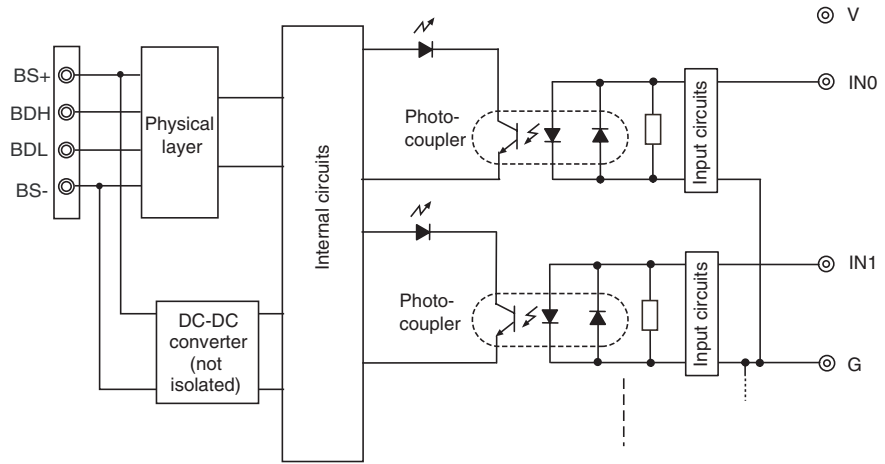 V
BS+
BDH
BDL
BS-
Physical
layer
Internal circuits
Photo-
coupler
Input circuits
IN0
DC-DC
converter
(not
isolated)
Photo-
coupler
Input circuits
IN1
G